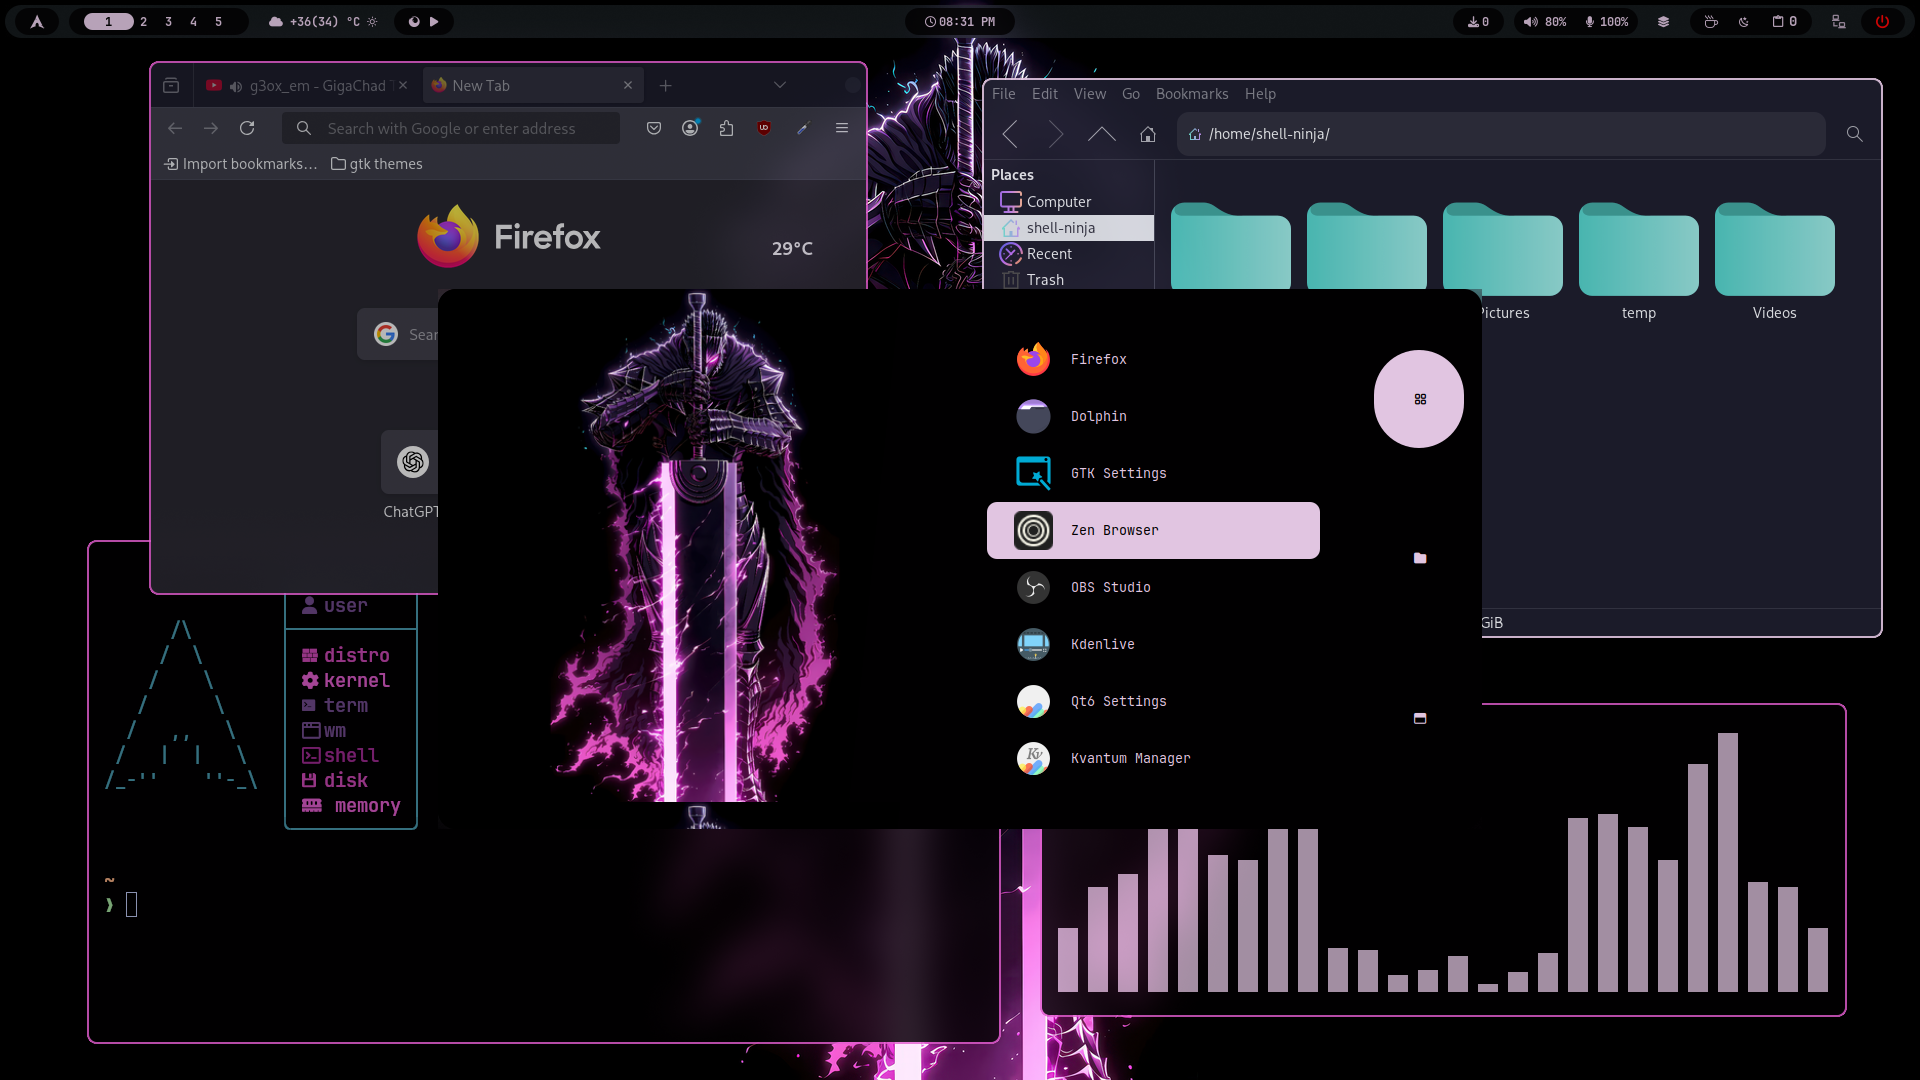 1 2 3 4 5
+36(34) °C
08:31 PM
0
80% 100%
0
g3ox_em - GigaChad
New Tab
Search with Google or enter address
Import bookmarks...
gtk themes
Firefox
29°C
Sear
ChatGPT
File Edit View Go Bookmarks Help
/home/shell-ninja/
Places
Computer
shell-ninja
Recent
Trash
Pictures
temp
Videos
GiB
Firefox
Dolphin
GTK Settings
Zen Browser
OBS Studio
Kdenlive
Qt6 Settings
Kvantum Manager
user
distro
kernel
term
wm
shell
disk
memory
~
❯